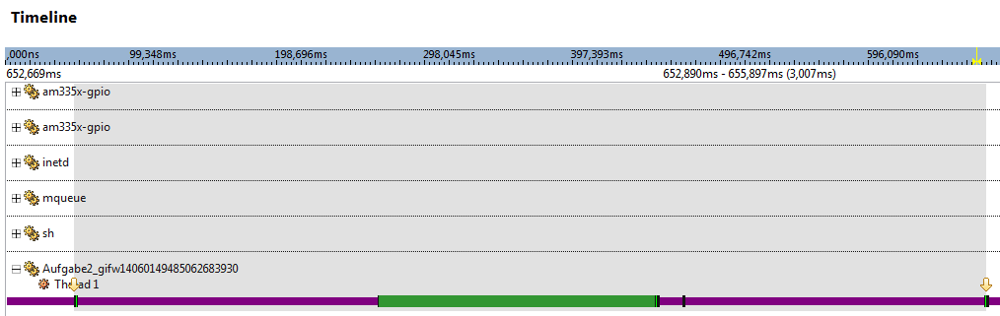 Timeline
,000ns 99,348ms 198,696ms 298,045ms 397,393ms 496,742ms 596,090ms
652,669ms 652,890ms - 655,897ms (3,007ms)
am335x-gpio
am335x-gpio
inetd
mqueue
sh
Aufgabe2_gifw14060149485062683930
Thread 1